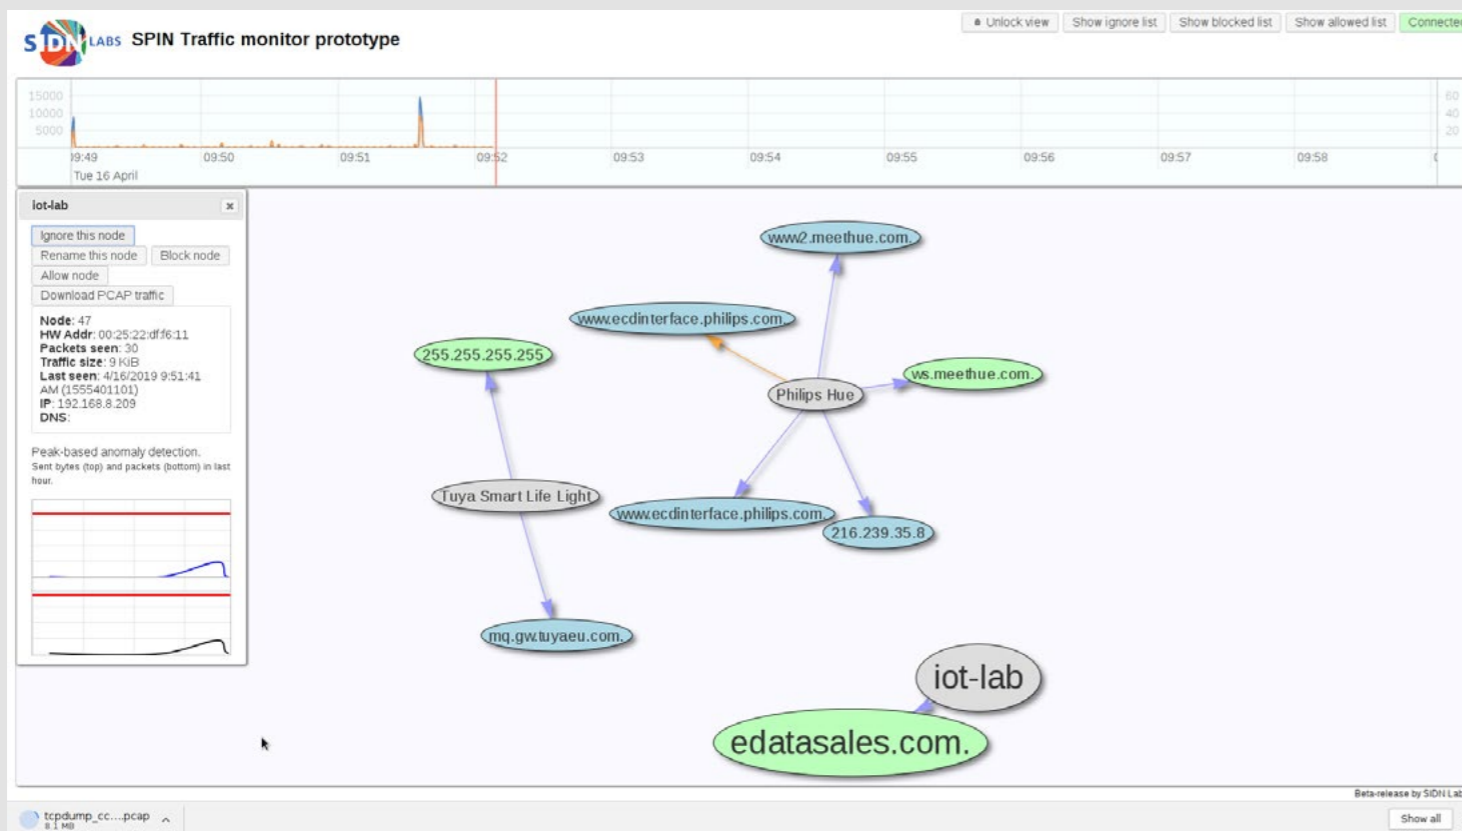 SIDN LABS SPIN Traffic monitor prototype
Unlock view Show ignore list Show blocked list Show allowed list Connected
15000
10000
5000
60
40
20
09:49 09:50 09:51 09:52 09:53 09:54 09:55 09:56 09:57 09:58
Tue 16 April
iot-lab
Ignore this node
Rename this node Block node
Allow node
Download PCAP traffic
Node: 47
HW Addr: 00:25:22:df:f6:11
Packets seen: 30
Traffic size: 9 KiB
Last seen: 4/16/2019 9:51:41
AM (1555401101)
IP: 192.168.8.209
DNS:
Peak-based anomaly detection.
Sent bytes (top) and packets (bottom) in last
hour.
www2.meethue.com.
www.ecdinterface.philips.com.
255.255.255.255
ws.meethue.com.
Philips Hue
Tuya Smart Life Light
www.ecdinterface.philips.com.
216.239.35.8
mq.gw.tuyaeu.com.
iot-lab
edatasales.com.
Beta-release by SIDN Lab
tcpdump_cc....pcap
8.1 MB
Show all